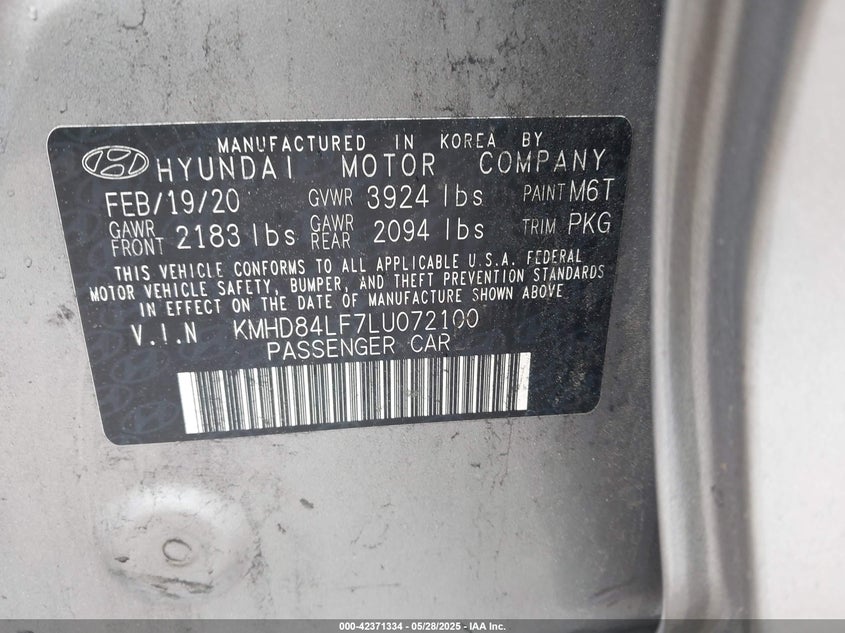 MANUFACTURED IN KOREA BY
HYUNDAI MOTOR COMPANY
FEB/19/20 GVWR 3924 lbs PAINT M6T
GAWR FRONT 2183 lbs GAWR REAR 2094 lbs TRIM PKG
THIS VEHICLE CONFORMS TO ALL APPLICABLE U.S.A. FEDERAL
MOTOR VEHICLE SAFETY, BUMPER, AND THEFT PREVENTION STANDARDS
IN EFFECT ON THE DATE OF MANUFACTURE SHOWN ABOVE
V.I.N KMHD84LF7LU072100
PASSENGER CAR
000-42371334 | 05/28/2025 - IAA Inc.